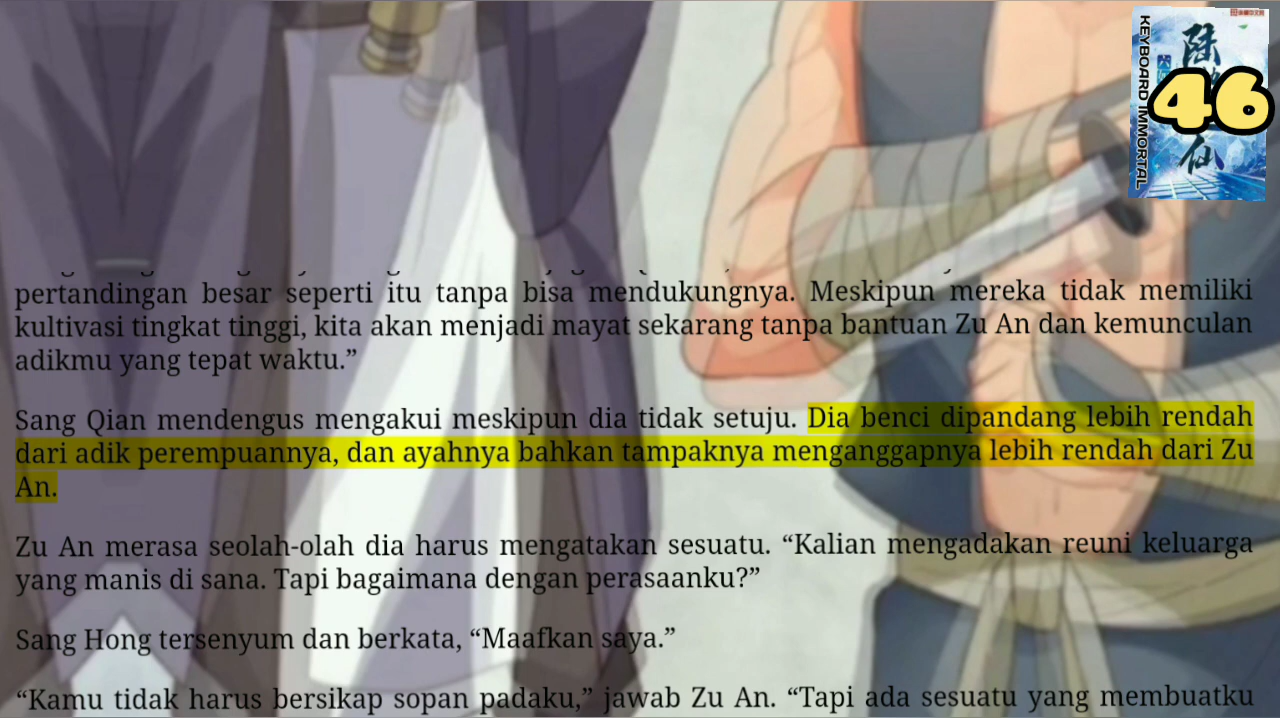 KEYBOARD IMMORTAL
46
pertandingan besar seperti itu tanpa bisa mendukungnya. Meskipun mereka tidak memiliki
kultivasi tingkat tinggi, kita akan menjadi mayat sekarang tanpa bantuan Zu An dan kemunculan
adikmu yang tepat waktu.”
Sang Qian mendengus mengakui meskipun dia tidak setuju. Dia benci dipandang lebih rendah
dari adik perempuannya, dan ayahnya bahkan tampaknya menganggapnya lebih rendah dari Zu
An.
Zu An merasa seolah-olah dia harus mengatakan sesuatu. “Kalian mengadakan reuni keluarga
yang manis di sana. Tapi bagaimana dengan perasaanku?”
Sang Hong tersenyum dan berkata, “Maafkan saya.”
“Kamu tidak harus bersikap sopan padaku,” jawab Zu An. “Tapi ada sesuatu yang membuatku